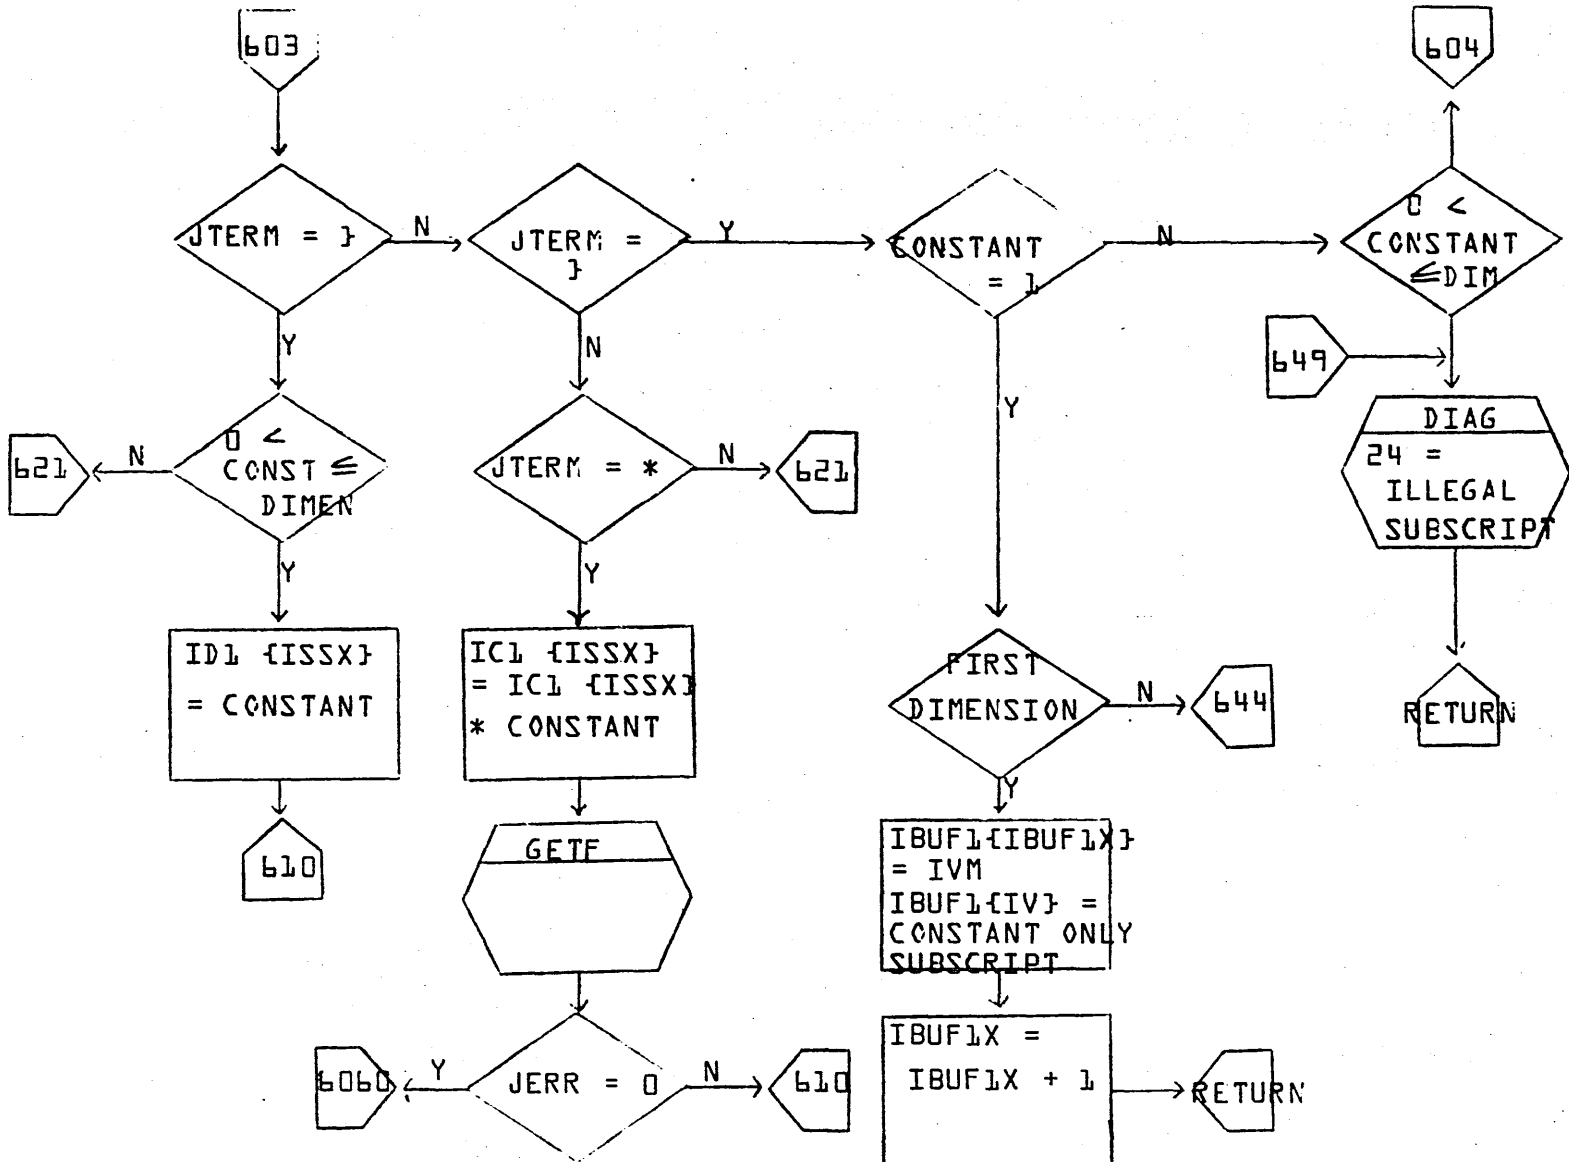 603
604
JTERM = }
N
JTERM =
}
Y
CONSTANT
= 1
N
0 <
CONSTANT
≤DIM
Y
N
649
Y
DIAG
24 =
ILLEGAL
SUBSCRIPT
621
N
0 <
CONST ≤
DIMEN
JTERM = *
N
621
Y
Y
ID1 {ISSX}
= CONSTANT
IC1 {ISSX}
= IC1 {ISSX}
* CONSTANT
FIRST
DIMENSION
N
644
RETURN
Y
610
GETF
IBUF1{IBUF1X}
= IVM
IBUF1{IV} =
CONSTANT ONLY
SUBSCRIPT
6060
Y
JERR = 0
N
610
IBUF1X =
IBUF1X + 1
RETURN